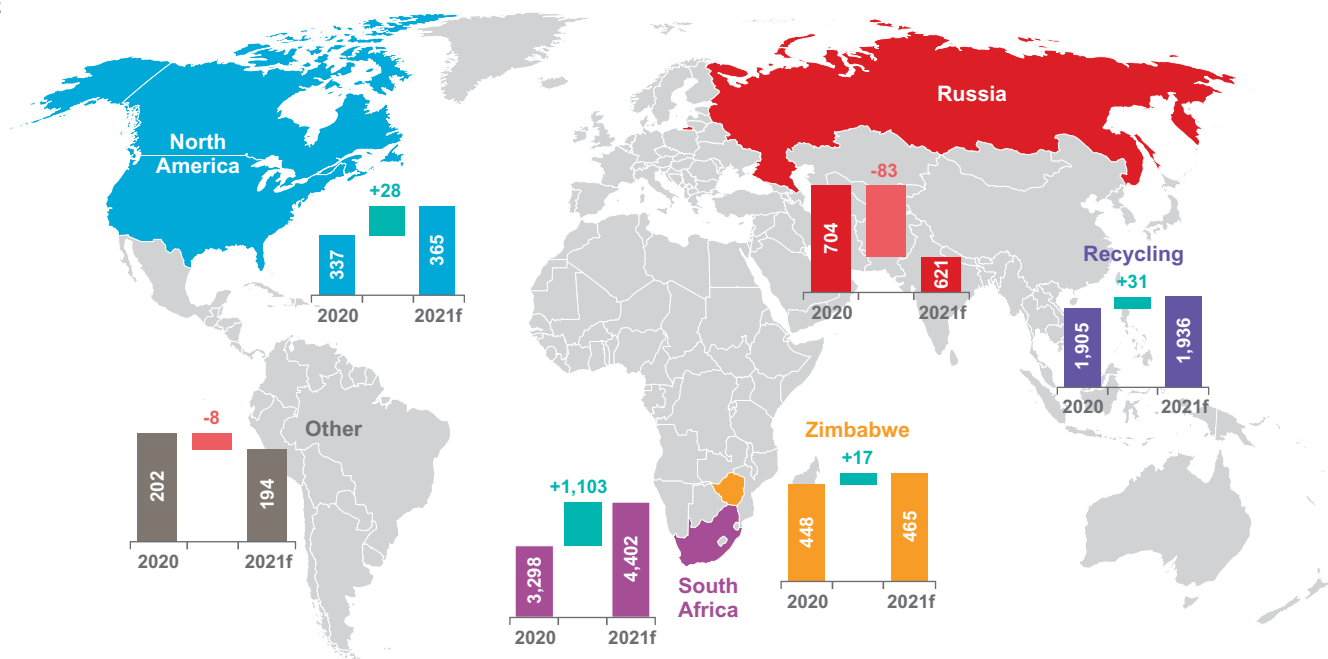 North
America
+28
337
365
2020
2021f
Russia
-83
704
621
2020
2021f
Recycling
+31
1,905
1,936
2020
2021f
Other
-8
202
194
2020
2021f
Zimbabwe
+17
448
465
2020
2021f
+1,103
3,298
4,402
2020
2021f
South
Africa